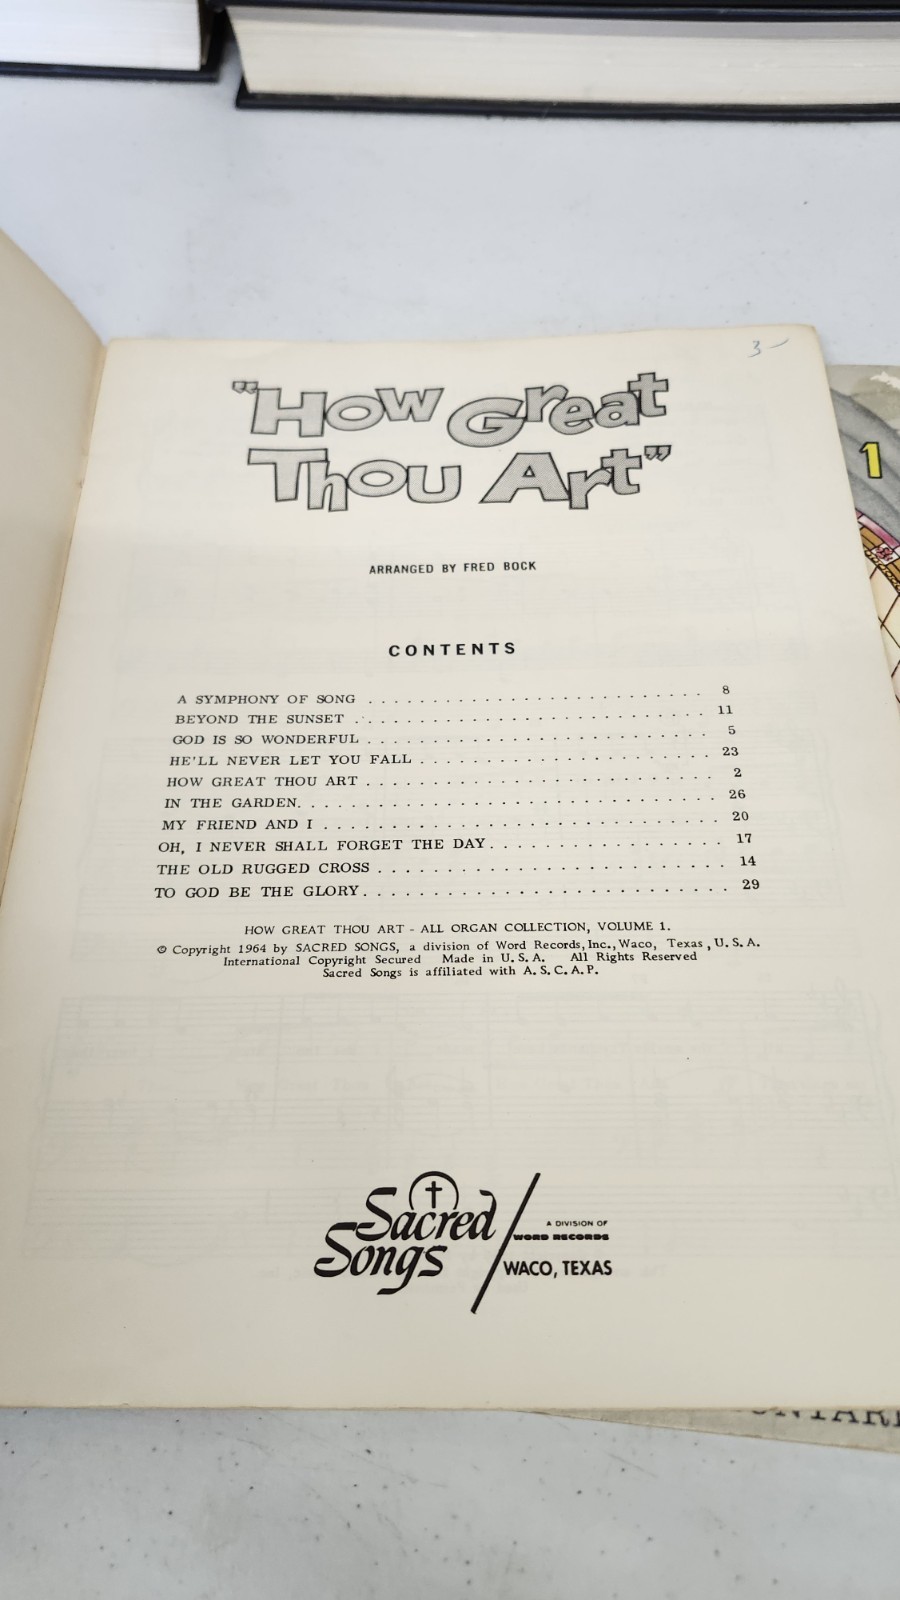 3-
"How Great
Thou Art"
1
ARRANGED BY FRED BOCK
CONTENTS
A SYMPHONY OF SONG . . . . . . . . . . . . . . . . . . . . . . . . . . . . . . 8
BEYOND THE SUNSET . . . . . . . . . . . . . . . . . . . . . . . . . . . . . . 11
GOD IS SO WONDERFUL . . . . . . . . . . . . . . . . . . . . . . . . . . . . . 5
HE'LL NEVER LET YOU FALL . . . . . . . . . . . . . . . . . . . . . . . . . 23
HOW GREAT THOU ART . . . . . . . . . . . . . . . . . . . . . . . . . . . . . 2
IN THE GARDEN. . . . . . . . . . . . . . . . . . . . . . . . . . . . . . . . . 26
MY FRIEND AND I . . . . . . . . . . . . . . . . . . . . . . . . . . . . . . . 20
OH, I NEVER SHALL FORGET THE DAY. . . . . . . . . . . . . . . . . . 17
THE OLD RUGGED CROSS . . . . . . . . . . . . . . . . . . . . . . . . . . . 14
TO GOD BE THE GLORY. . . . . . . . . . . . . . . . . . . . . . . . . . . . 29
HOW GREAT THOU ART - ALL ORGAN COLLECTION, VOLUME 1.
© Copyright 1964 by SACRED SONGS, a division of Word Records, Inc., Waco, Texas, U.S.A.
International Copyright Secured Made in U.S.A. All Rights Reserved
Sacred Songs is affiliated with A.S.C.A.P.
Sacred
Songs
A DIVISION OF
WORD RECORDS
WACO, TEXAS